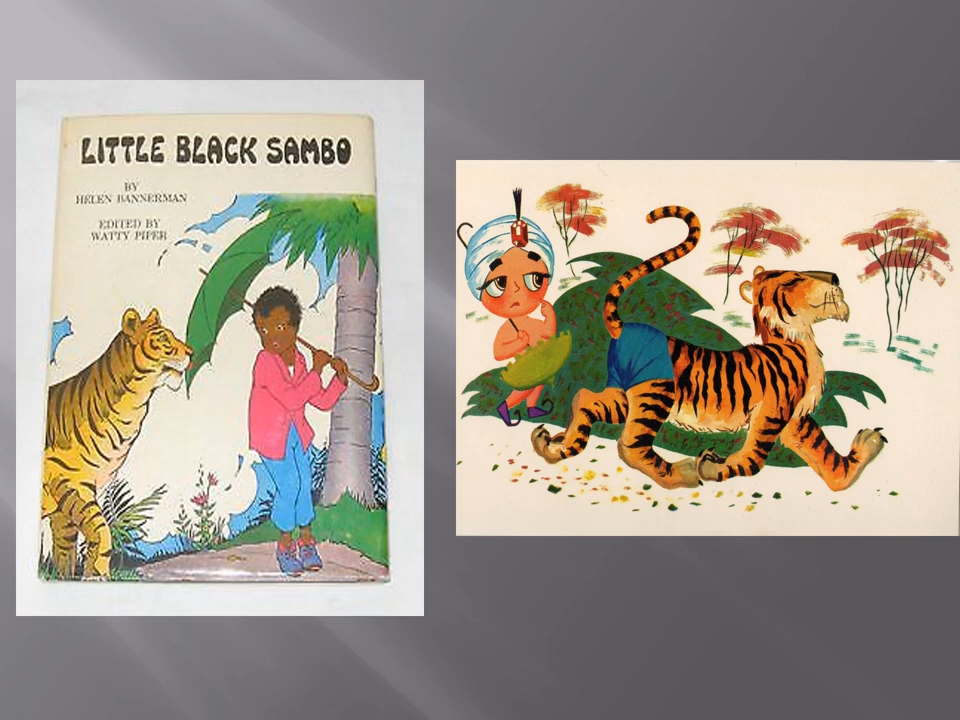 LITTLE BLACK SAMBO
BY
HELEN BANNERMAN
EDITED BY
WATTY PIPER